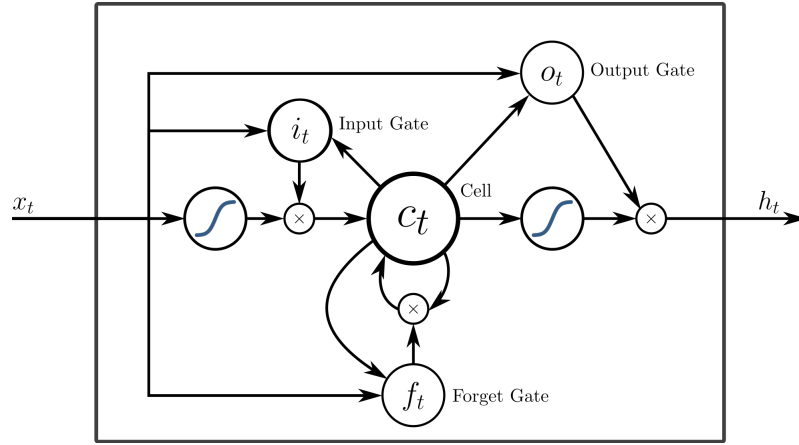 o_t Output Gate
i_t Input Gate
x_t
Cell
h_t
×
c_t
×
×
f_t Forget Gate